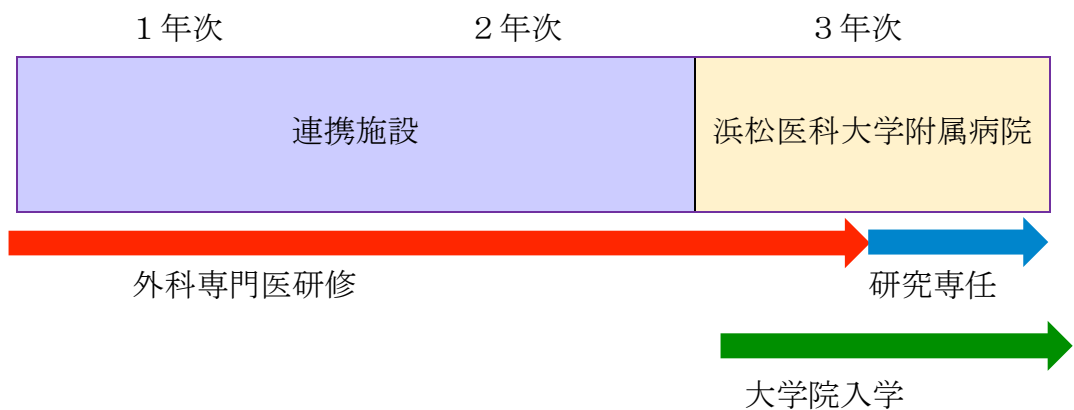 １年次 ２年次 ３年次
連携施設 浜松医科大学附属病院
外科専門医研修 研究専任
大学院入学